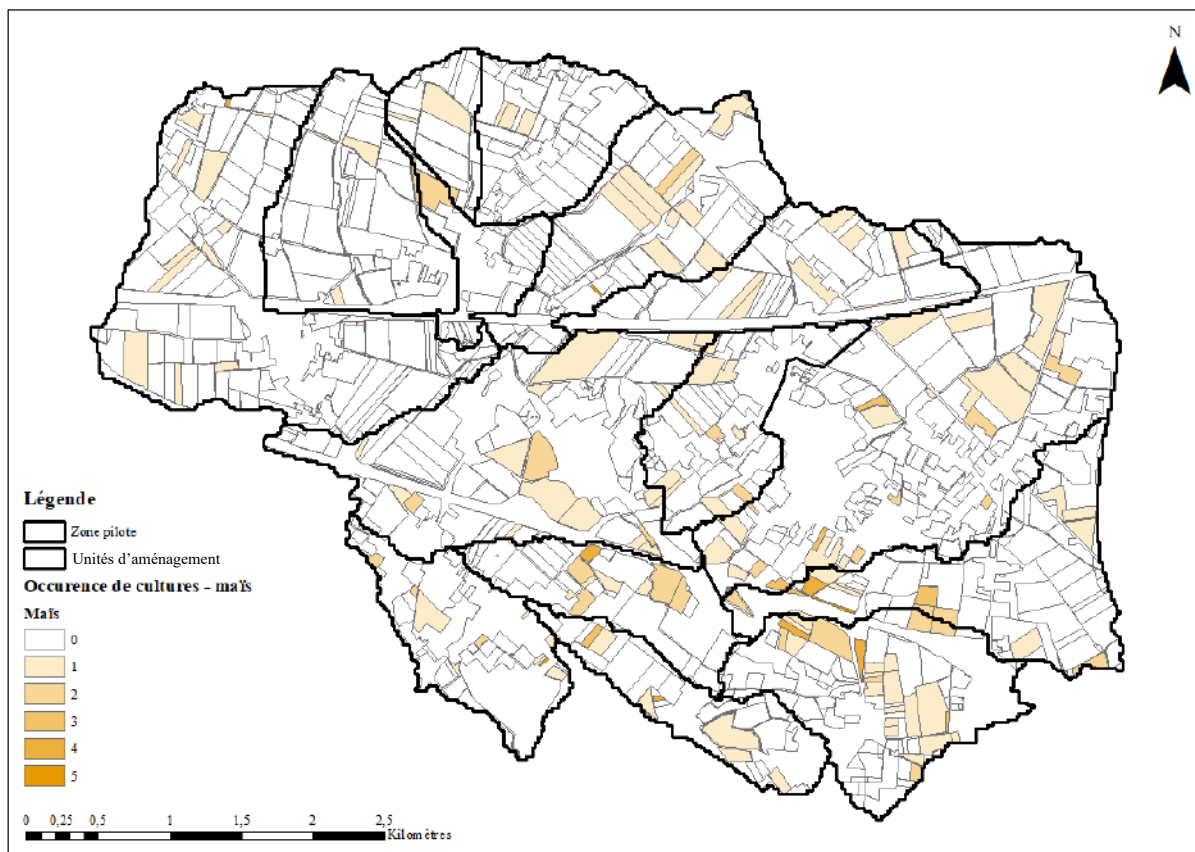 N
Légende
Zone pilote
Unités d'aménagement
Occurence de cultures - maïs
Maïs
0
1
2
3
4
5
0 0,25 0,5 1 1,5 2 2,5
Kilomètres